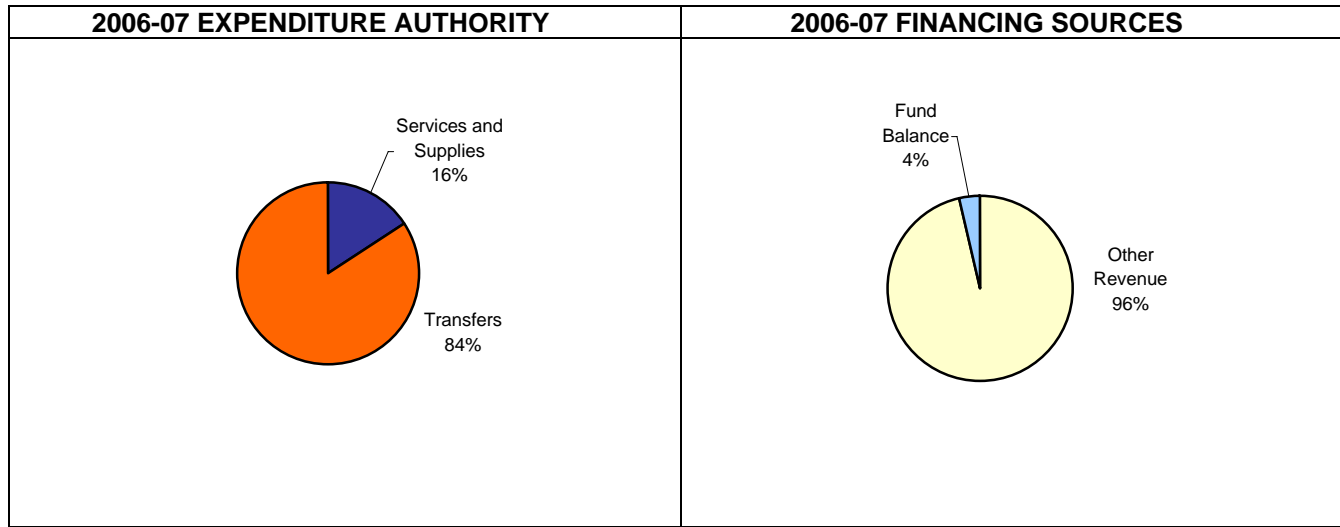 2006-07 EXPENDITURE AUTHORITY
2006-07 FINANCING SOURCES
Services and
Supplies
16%
Transfers
84%
Fund
Balance
4%
Other
Revenue
96%